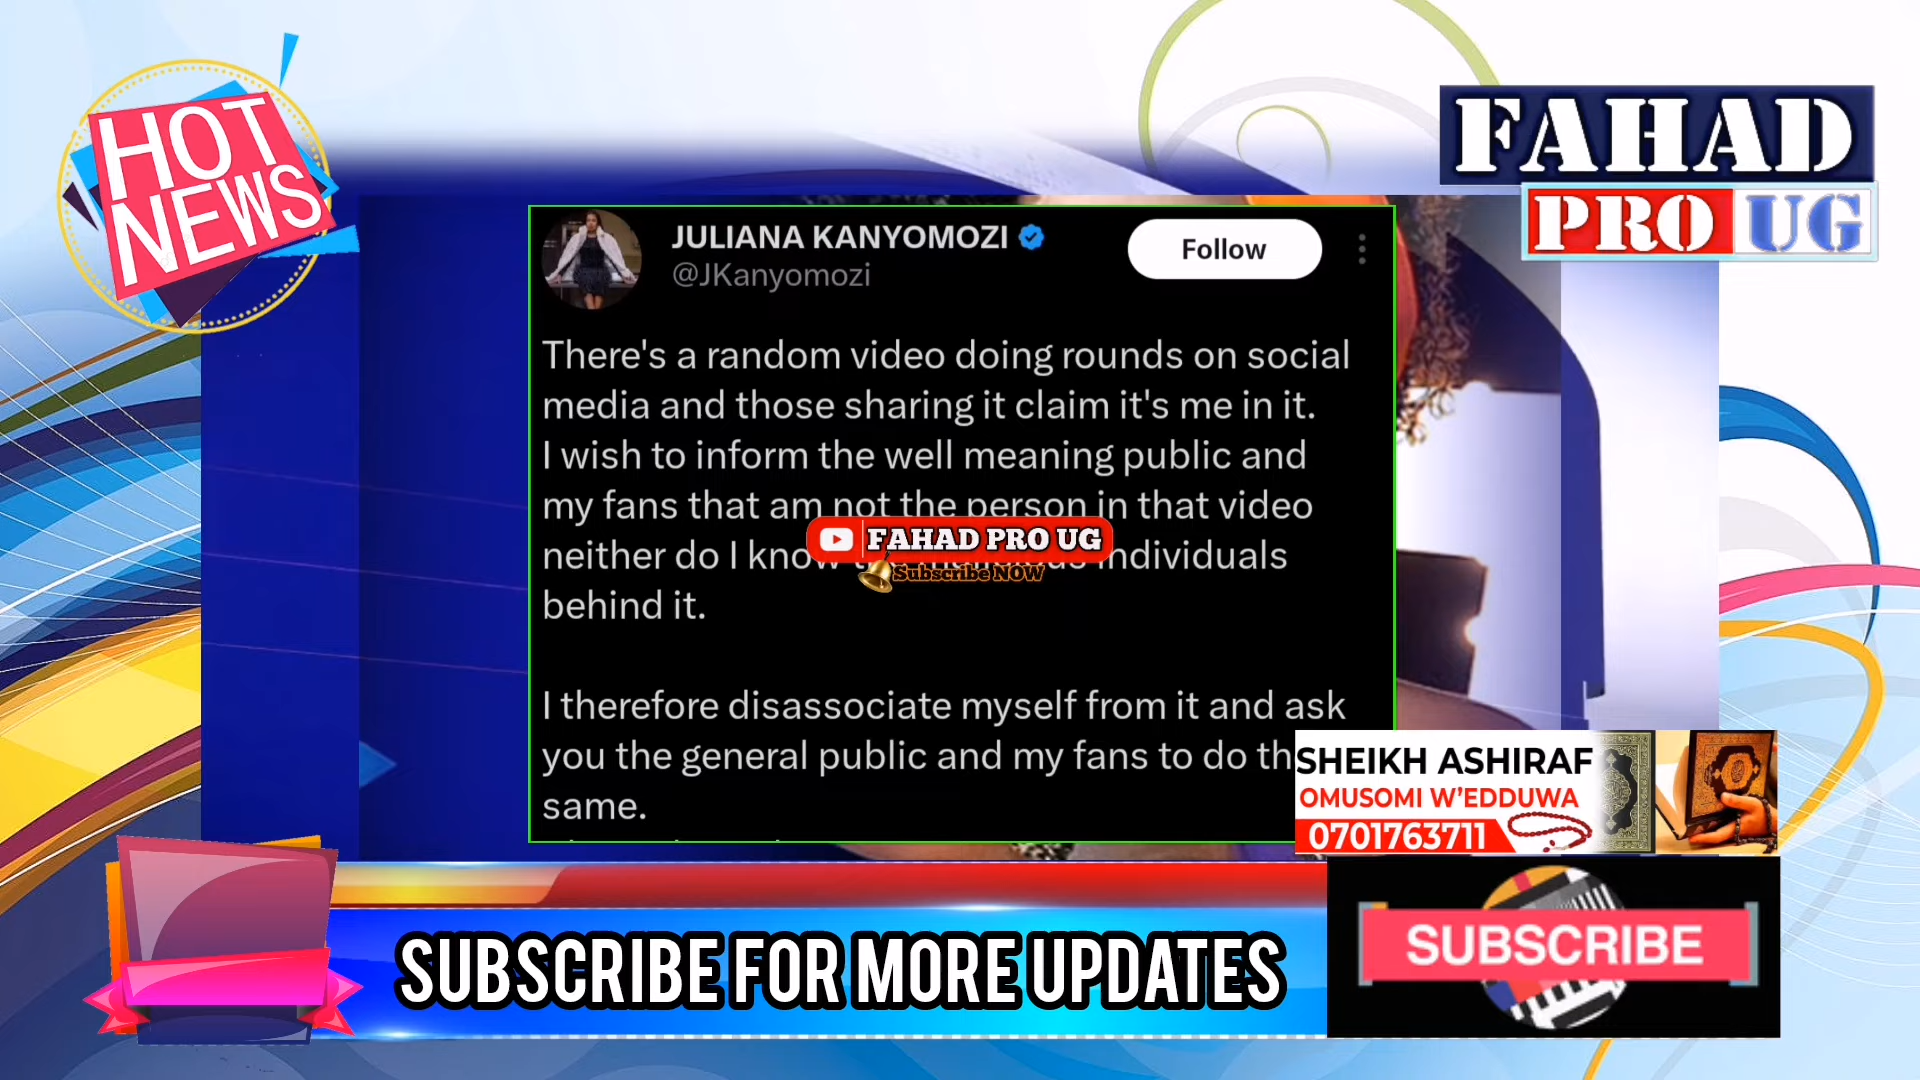 HOT
NEWS
FAHAD
PRO UG
JULIANA KANYOMOZI
@JKanyomozi
Follow
There's a random video doing rounds on social
media and those sharing it claim it's me in it.
I wish to inform the well meaning public and
my fans that am not the person in that video
neither do I know individuals
behind it.
FAHAD PRO UG
Subscribe NOW
I therefore disassociate myself from it and ask
you the general public and my fans to do
same.
SHEIKH ASHIRAF
OMUSOMI W'EDDUWA
0701763711
SUBSCRIBE FOR MORE UPDATES
SUBSCRIBE